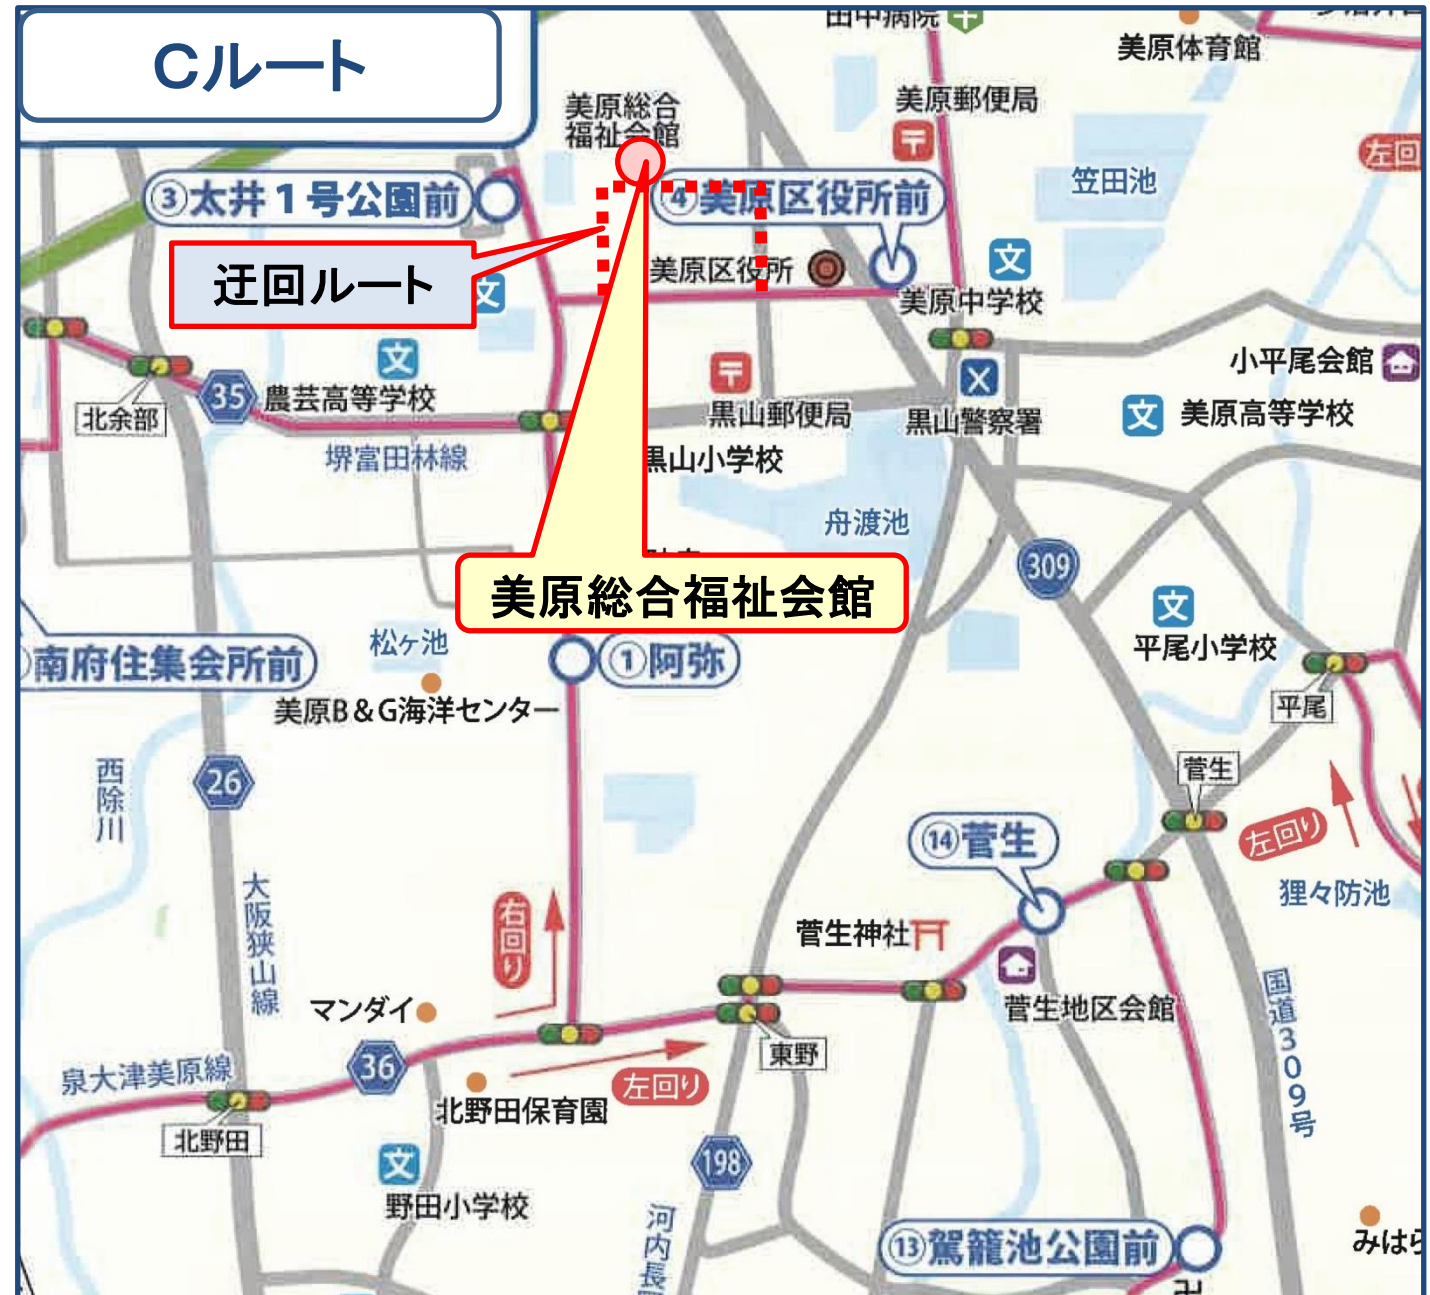 Cルート
田中病院
美原体育館
美原総合
福祉会館
美原郵便局
左回
笠田池
③太井1号公園前
④美原区役所前
迂回ルート
美原区役所
文
文
美原中学校
小平尾会館
文
35
農芸高等学校
北余部
黒山郵便局
黒山警察署
文
美原高等学校
堺富田林線
黒山小学校
舟渡池
309
美原総合福祉会館
文
平尾小学校
松ケ池
南府住集会所前
①阿弥
美原B&G海洋センター
平尾
西除川
26
菅生
左回り
⑭菅生
狸々防池
大阪狭山線
右回り
菅生神社
マンダイ
菅生地区会館
国道309号
東野
泉大津美原線
36
左回り
北野田保育園
北野田
文
198
野田小学校
河内長
⑬駕籠池公園前
みはら